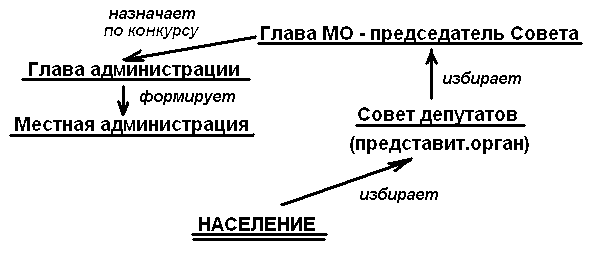 назначает
по конкурсу
Глава МО - председатель Совета
Глава администрации
избирает
формирует
Местная администрация
Совет депутатов
(представит.орган)
избирает
НАСЕЛЕНИЕ